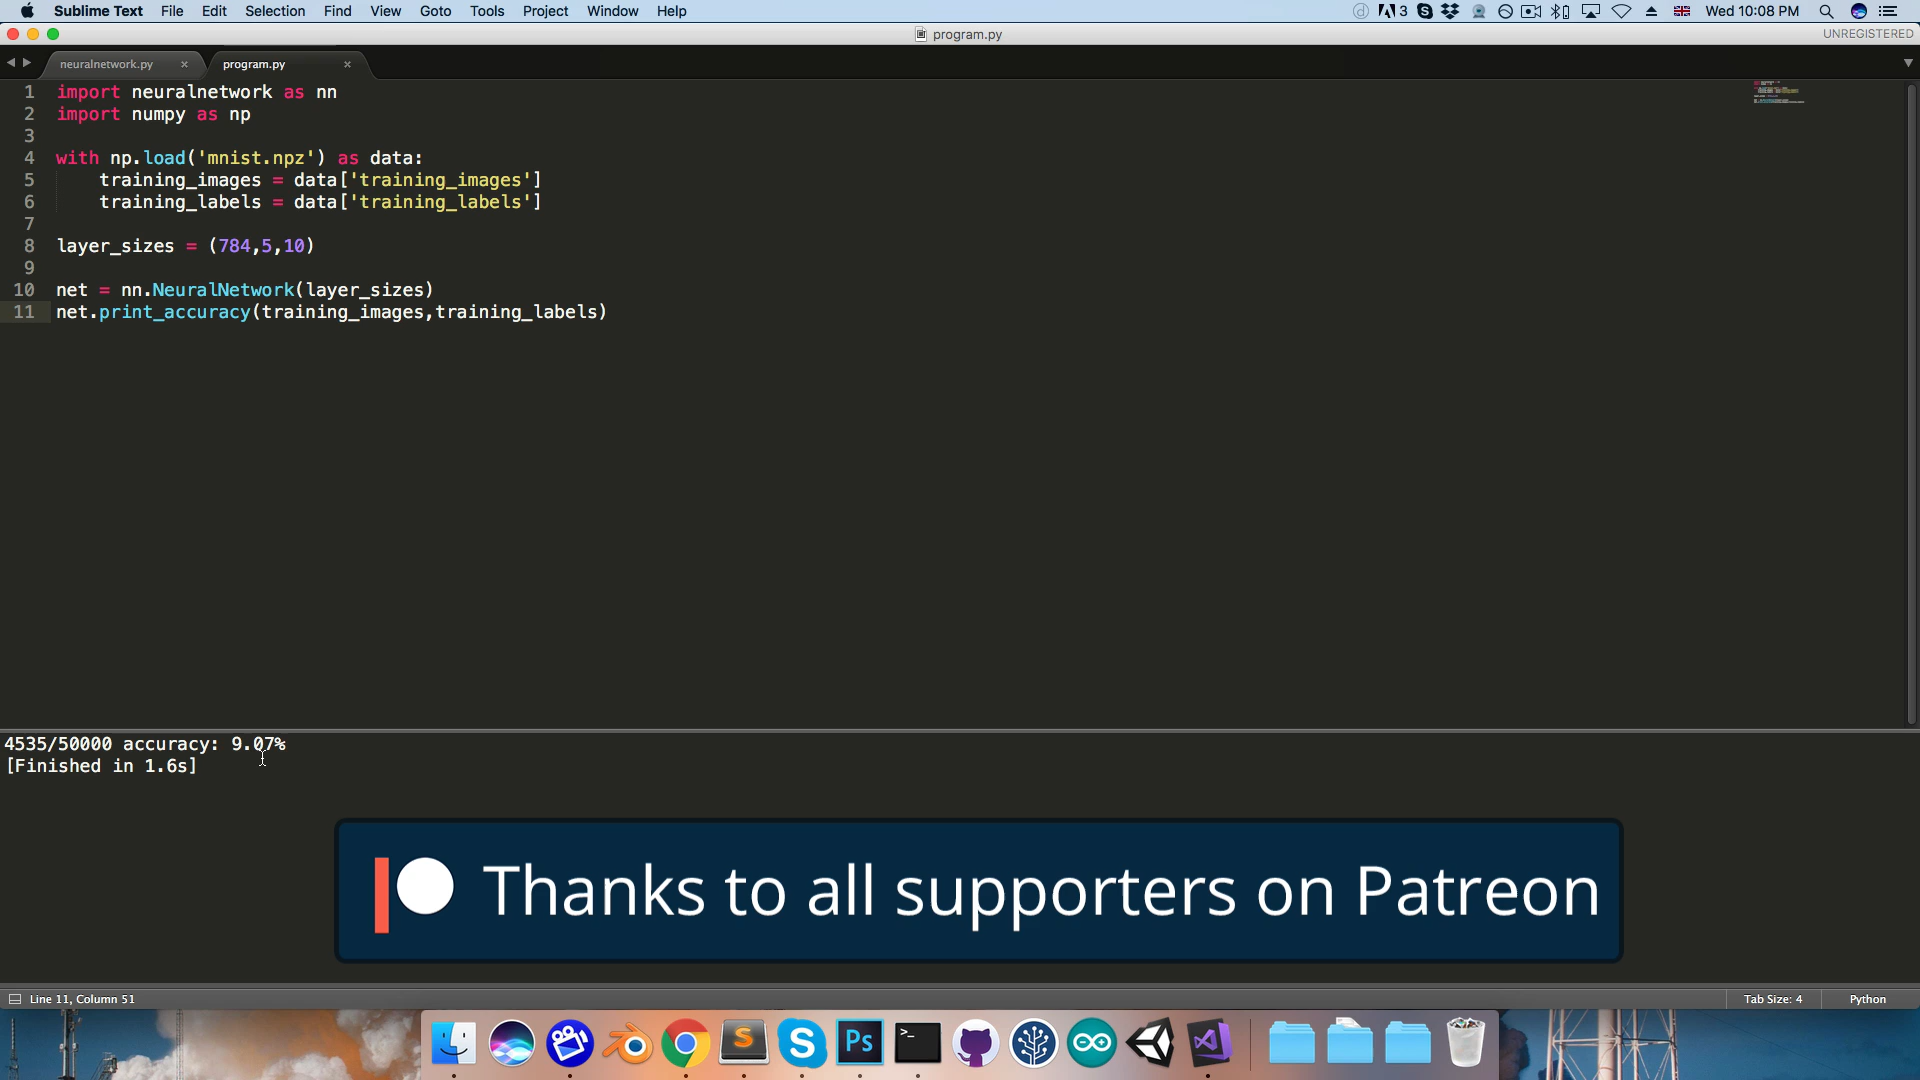 Sublime Text File Edit Selection Find View Goto Tools Project Window Help 3 Wed 10:08 PM
program.py UNREGISTERED
neuralnetwork.py program.py
1 import neuralnetwork as nn
2 import numpy as np
3
4 with np.load('mnist.npz') as data:
5 training_images = data['training_images']
6 training_labels = data['training_labels']
7
8 layer_sizes = (784,5,10)
9
10 net = nn.NeuralNetwork(layer_sizes)
11 net.print_accuracy(training_images,training_labels)
4535/50000 accuracy: 9.07%
[Finished in 1.6s]
Thanks to all supporters on Patreon
Line 11, Column 51 Tab Size: 4 Python
S S Ps >_